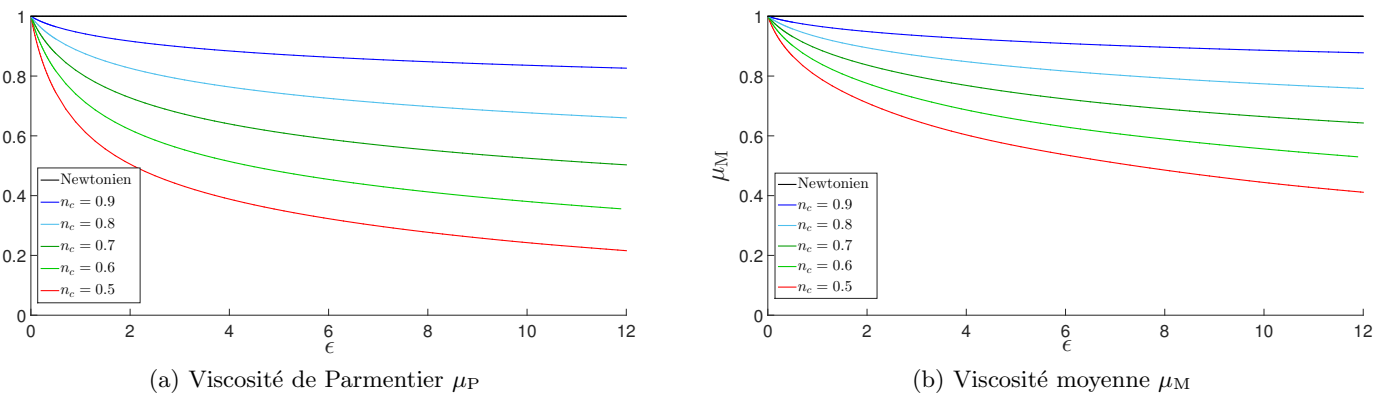 1
0.8
0.6
0.4
0.2
0
0 2 4 6 8 10 12
ϵ
Newtonien
n_c = 0.9
n_c = 0.8
n_c = 0.7
n_c = 0.6
n_c = 0.5
(a) Viscosité de Parmentier μ_P
1
0.8
0.6
0.4
0.2
0
μ_M
0 2 4 6 8 10 12
ϵ
Newtonien
n_c = 0.9
n_c = 0.8
n_c = 0.7
n_c = 0.6
n_c = 0.5
(b) Viscosité moyenne μ_M